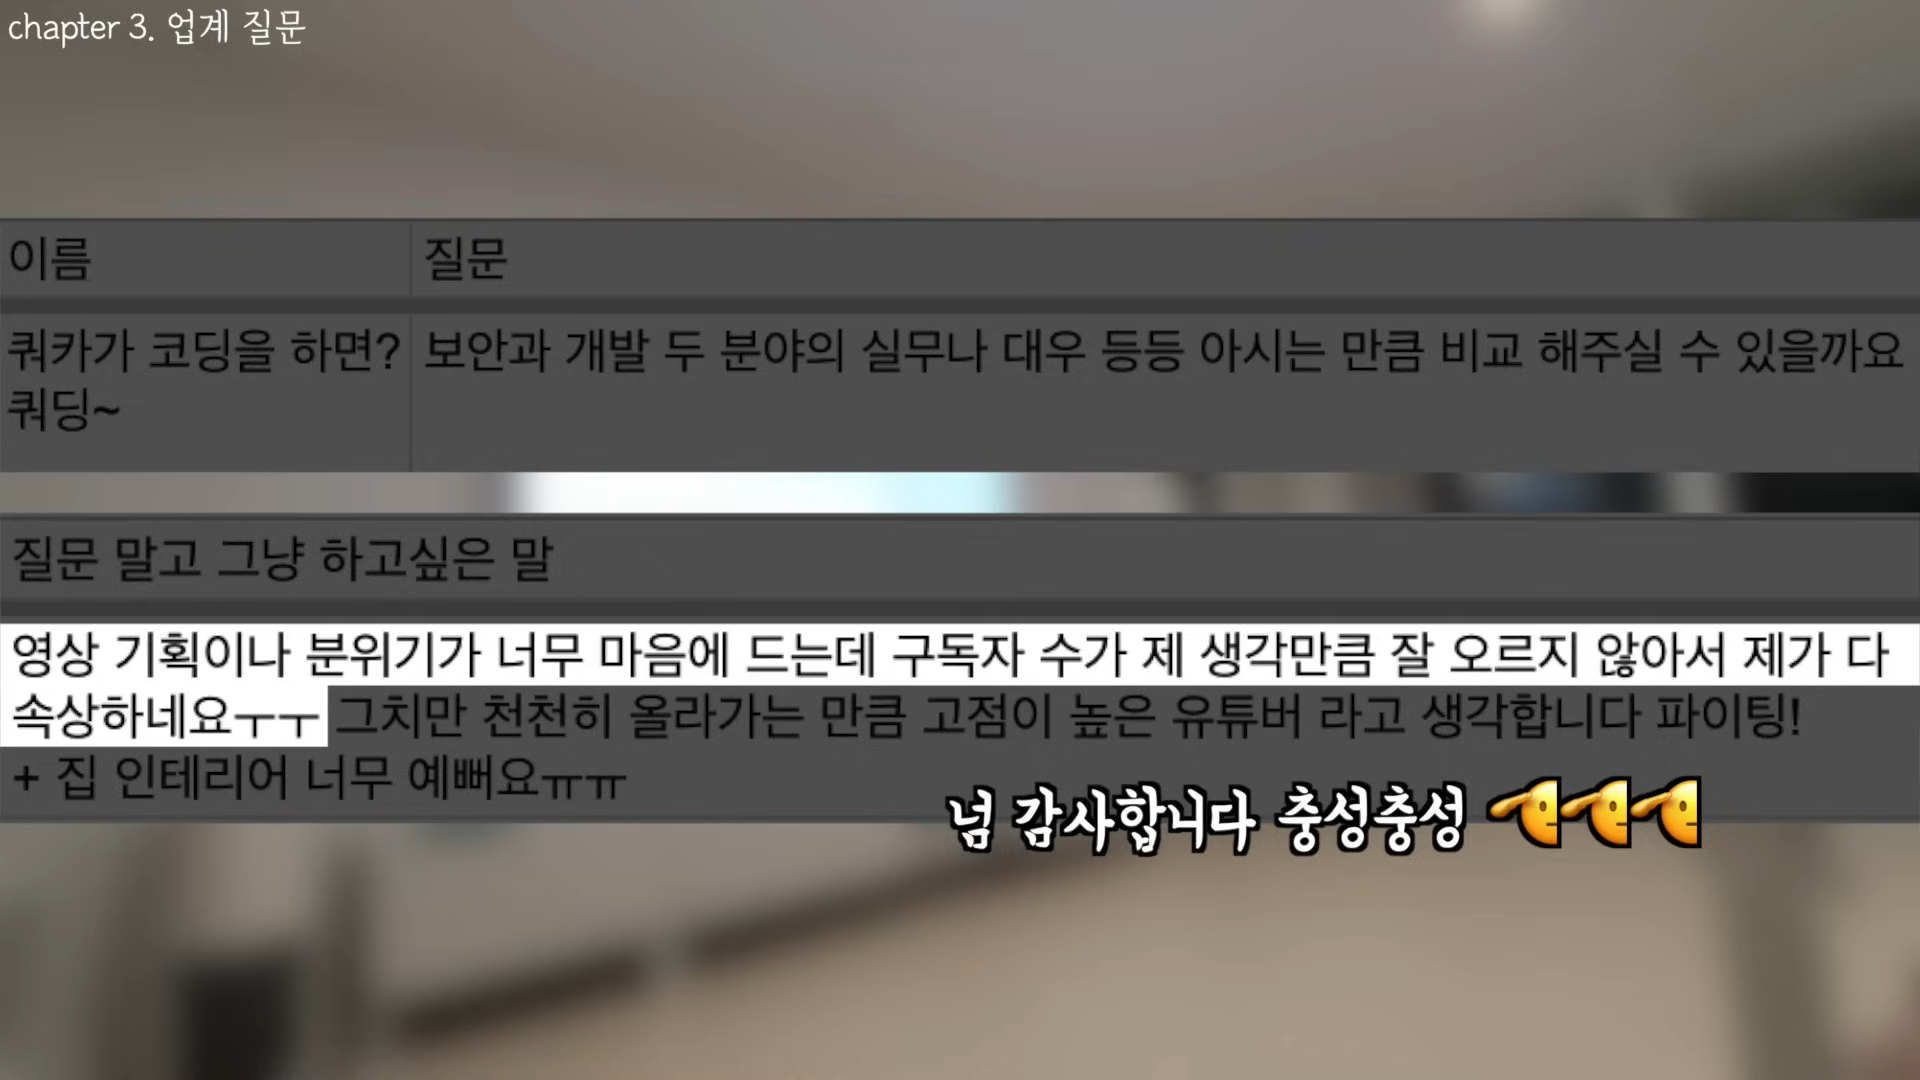 chapter 3. 업계 질문
이름
질문
쿼카가 코딩을 하면?
쿼딩~
보안과 개발 두 분야의 실무나 대우 등등 아시는 만큼 비교 해주실 수 있을까요
질문 말고 그냥 하고싶은 말
영상 기획이나 분위기가 너무 마음에 드는데 구독자 수가 제 생각만큼 잘 오르지 않아서 제가 다
속상하네요ㅜㅜ 그치만 천천히 올라가는 만큼 고점이 높은 유튜버 라고 생각합니다 파이팅!
+ 집 인테리어 너무 예뻐요ㅠㅠ
넘 감사합니다 충성충성